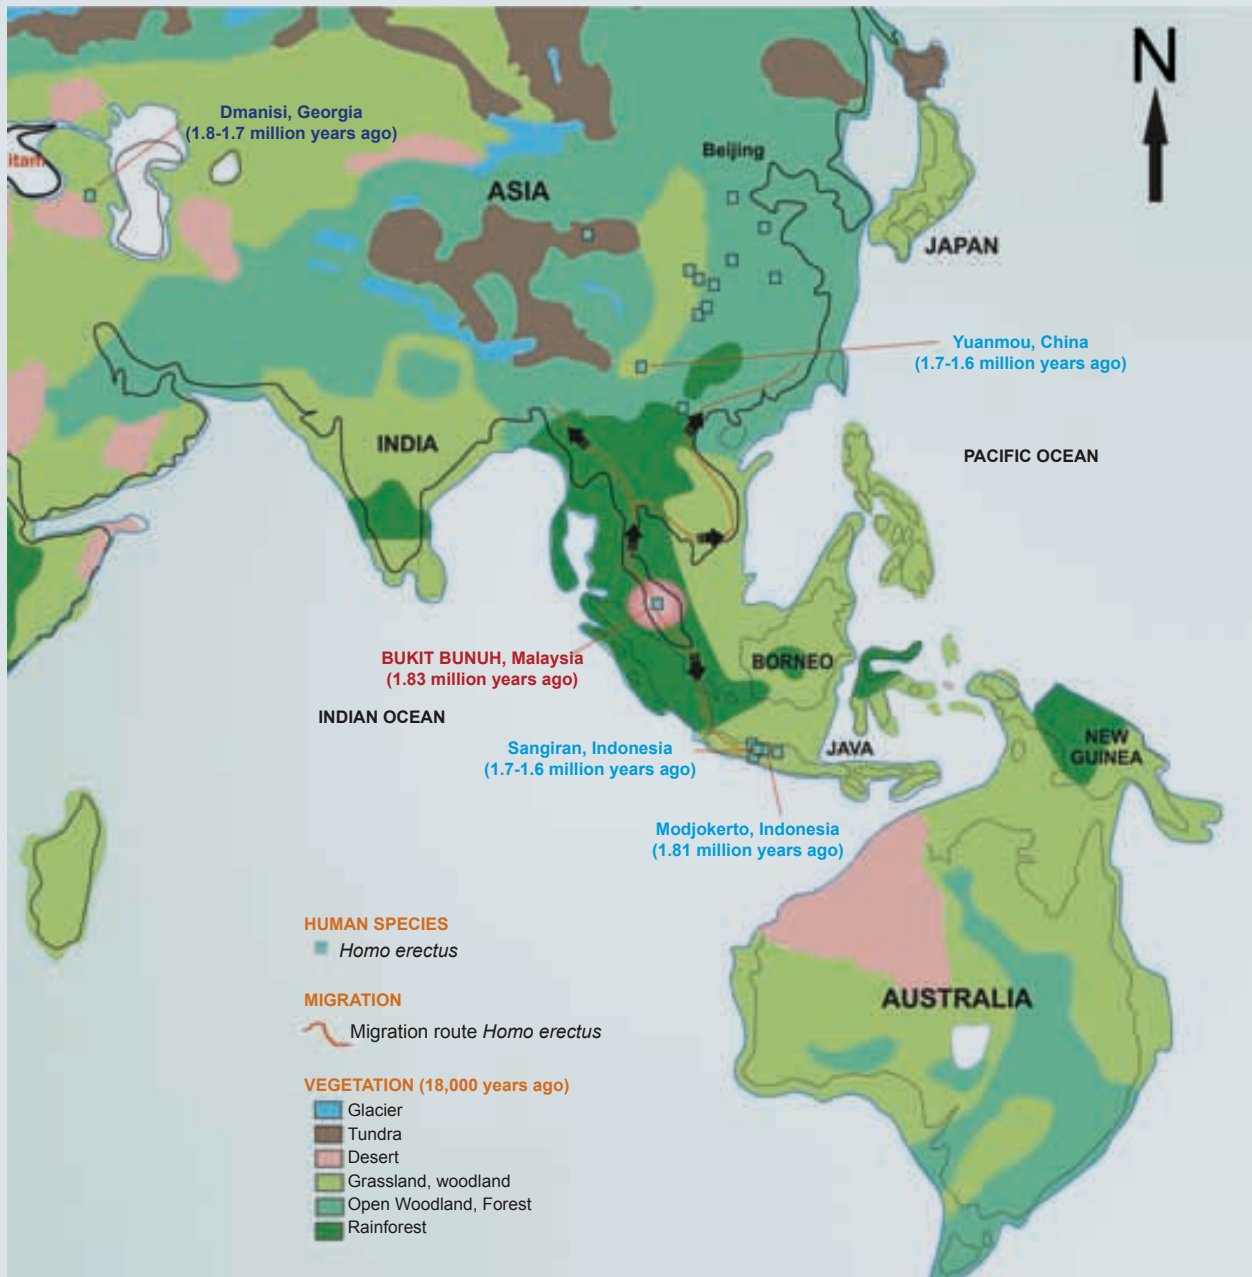 N
Dmanisi, Georgia
(1.8-1.7 million years ago)
itam
Beijing
ASIA
JAPAN
Yuanmou, China
(1.7-1.6 million years ago)
INDIA
PACIFIC OCEAN
BUKIT BUNUH, Malaysia
(1.83 million years ago)
BORNEO
INDIAN OCEAN
Sangiran, Indonesia
(1.7-1.6 million years ago)
JAVA
NEW
GUINEA
Modjokerto, Indonesia
(1.81 million years ago)
AUSTRALIA
HUMAN SPECIES
Homo erectus
MIGRATION
Migration route Homo erectus
VEGETATION (18,000 years ago)
Glacier
Tundra
Desert
Grassland, woodland
Open Woodland, Forest
Rainforest